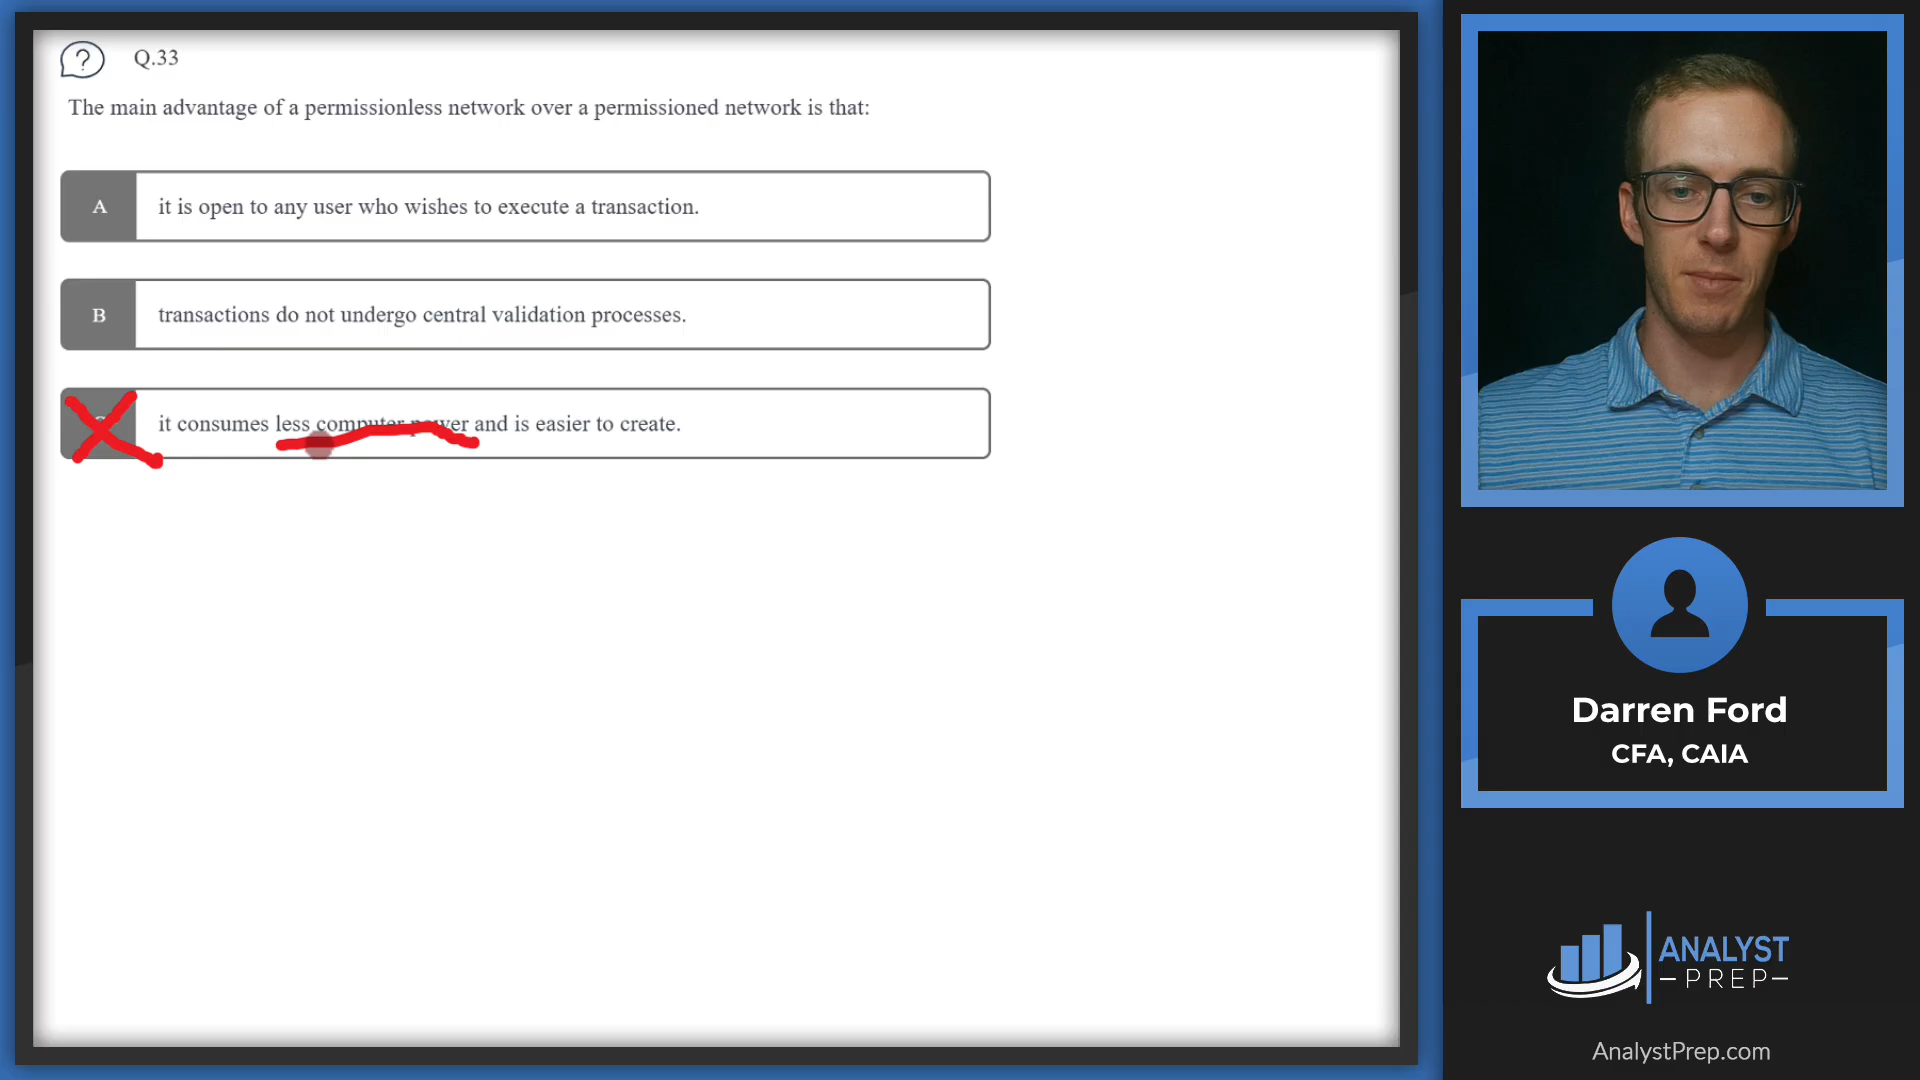 Q.33
The main advantage of a permissionless network over a permissioned network is that:
A it is open to any user who wishes to execute a transaction.
B transactions do not undergo central validation processes.
it consumes less computer power and is easier to create.
Darren Ford
CFA, CAIA
ANALYST
PREP
AnalystPrep.com